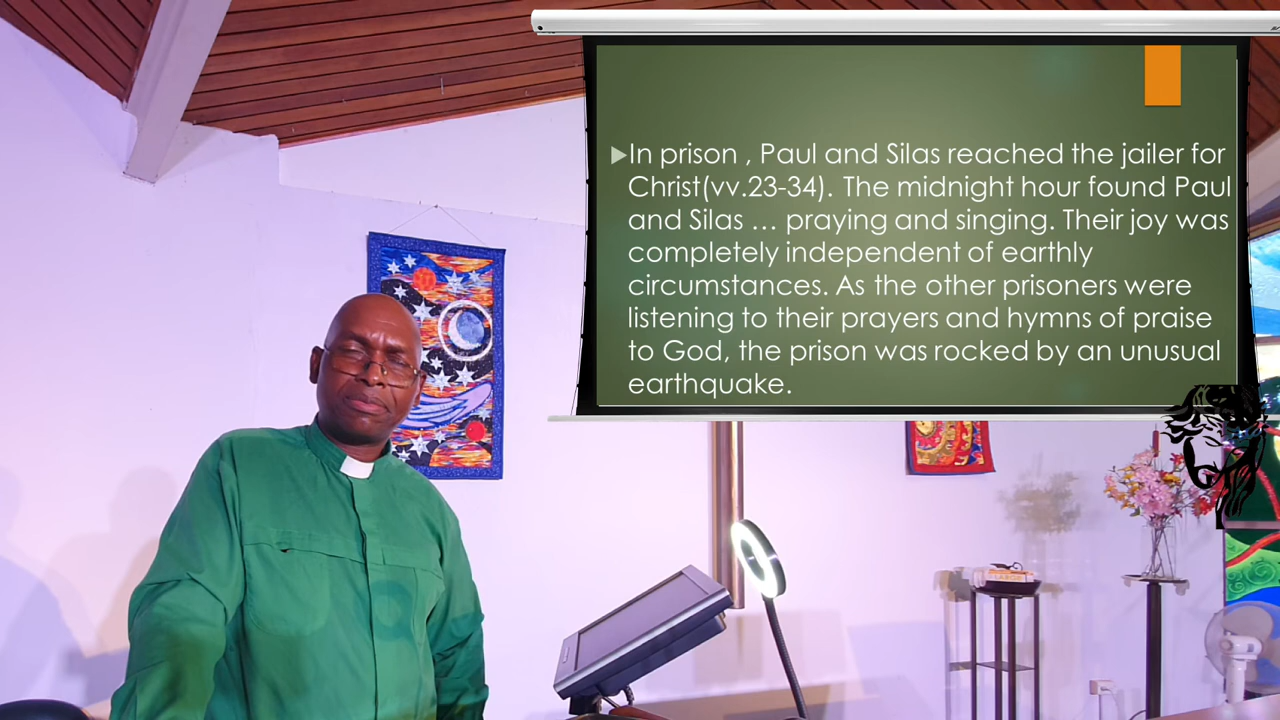 In prison , Paul and Silas reached the jailer for
Christ(vv.23-34). The midnight hour found Paul
and Silas … praying and singing. Their joy was
completely independent of earthly
circumstances. As the other prisoners were
listening to their prayers and hymns of praise
to God, the prison was rocked by an unusual
earthquake.